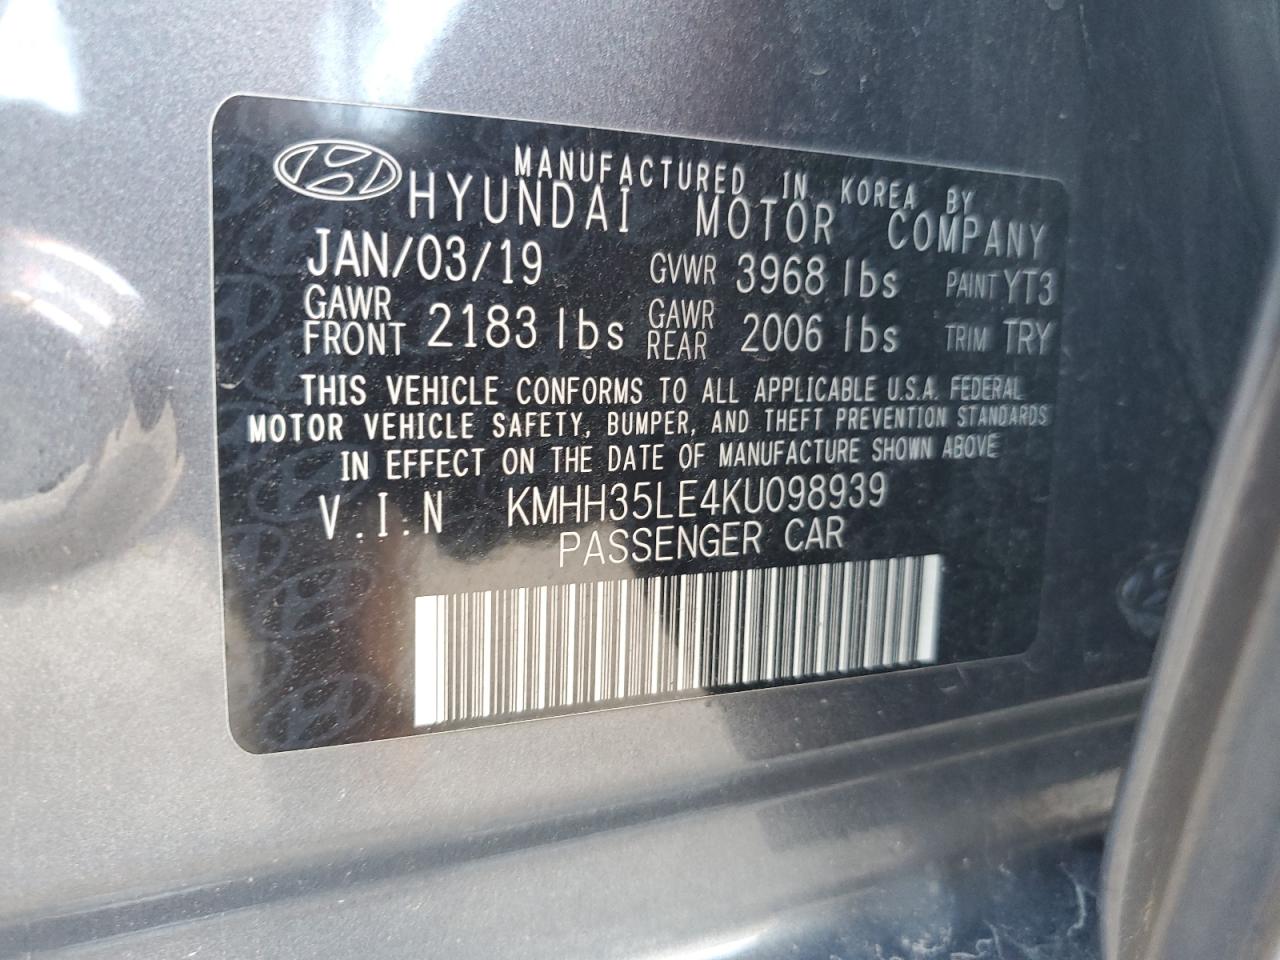 MANUFACTURED IN KOREA BY
HYUNDAI MOTOR COMPANY
JAN/03/19 GVWR 3968 lbs PAINT YT3
GAWR FRONT 2183 lbs GAWR REAR 2006 lbs TRIM TRY
THIS VEHICLE CONFORMS TO ALL APPLICABLE U.S.A. FEDERAL
MOTOR VEHICLE SAFETY, BUMPER, AND THEFT PREVENTION STANDARDS
IN EFFECT ON THE DATE OF MANUFACTURE SHOWN ABOVE
V.I.N KMHH35LE4KU098939
PASSENGER CAR